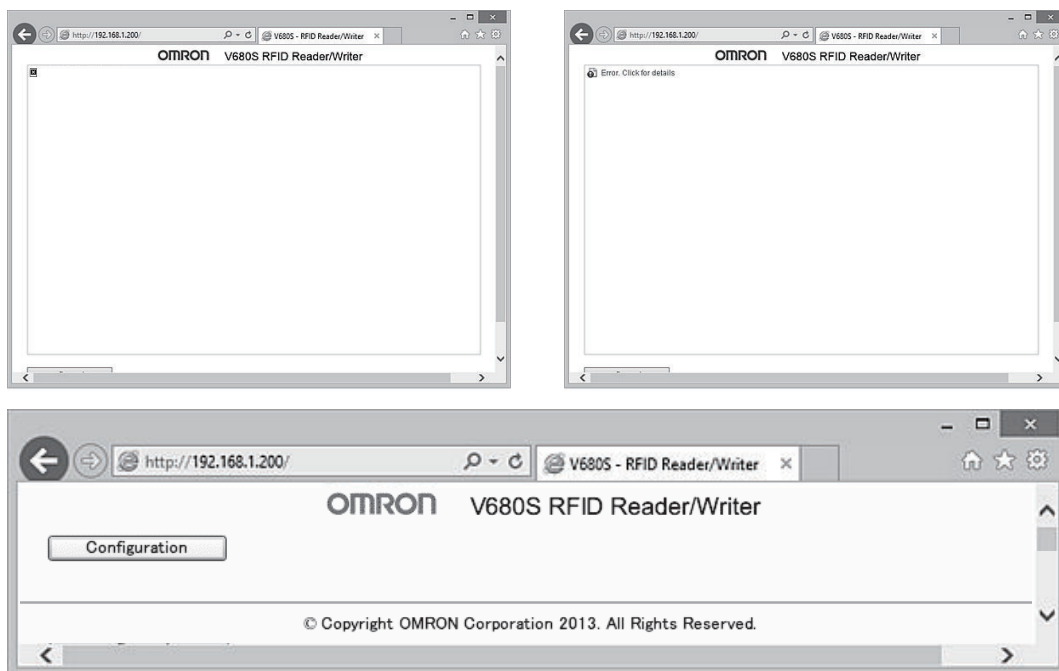 http://192.168.1.200/
V680S - RFID Reader/Writer
OMRON V680S RFID Reader/Writer
http://192.168.1.200/
V680S - RFID Reader/Writer
OMRON V680S RFID Reader/Writer
Error. Click for details
http://192.168.1.200/
V680S - RFID Reader/Writer
OMRON V680S RFID Reader/Writer
Configuration
© Copyright OMRON Corporation 2013. All Rights Reserved.